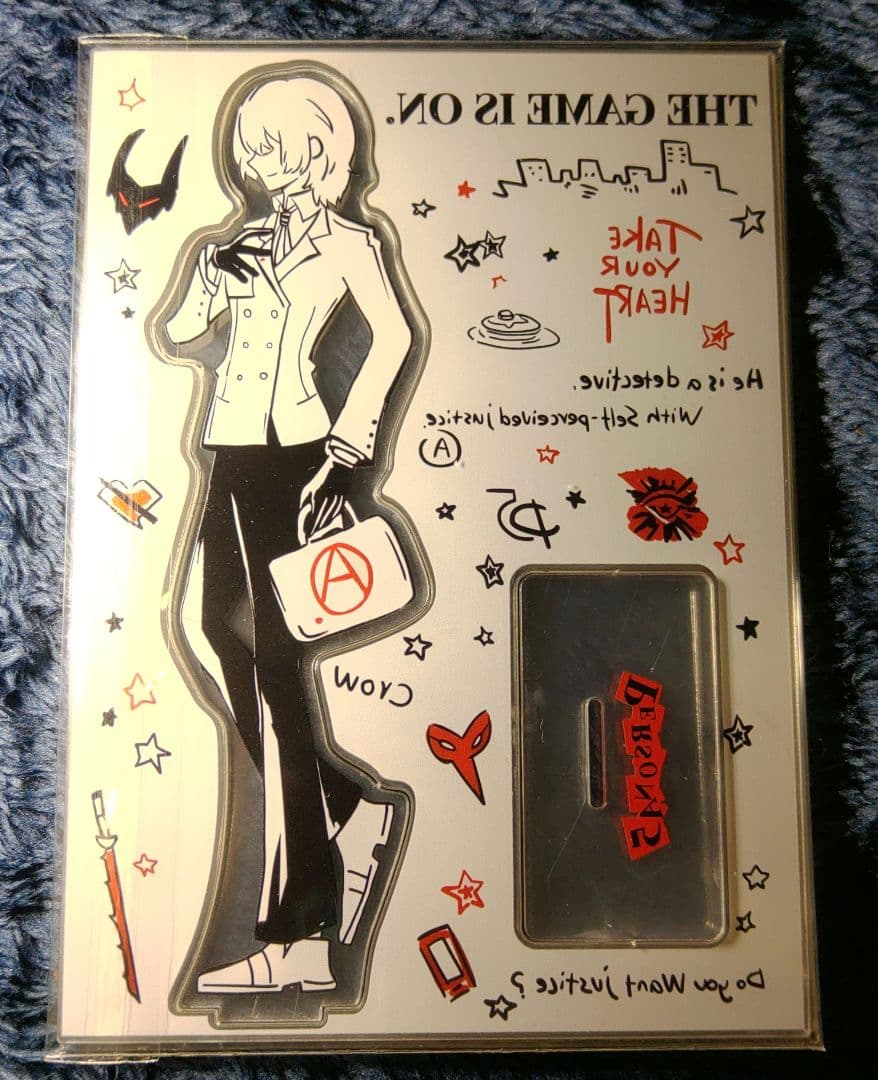 THE GAME IS ON.
TAKE
YOUR
HEART
He is a detective.
With Self-perceived justice.
A
A
Crow
PERSONA5
Do you Want justice?